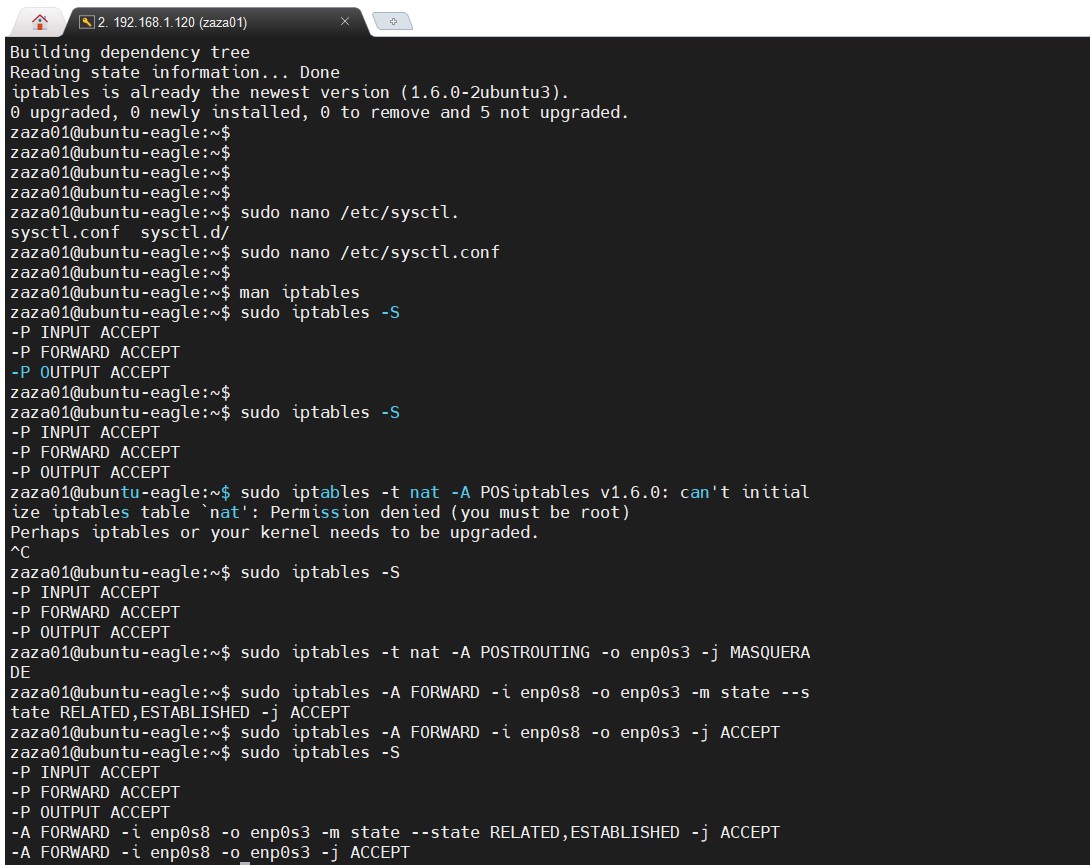 2. 192.168.1.120 (zaza01)
Building dependency tree
Reading state information... Done
iptables is already the newest version (1.6.0-2ubuntu3).
0 upgraded, 0 newly installed, 0 to remove and 5 not upgraded.
zaza01@ubuntu-eagle:~$
zaza01@ubuntu-eagle:~$
zaza01@ubuntu-eagle:~$
zaza01@ubuntu-eagle:~$
zaza01@ubuntu-eagle:~$ sudo nano /etc/sysctl.
sysctl.conf  sysctl.d/
zaza01@ubuntu-eagle:~$ sudo nano /etc/sysctl.conf
zaza01@ubuntu-eagle:~$
zaza01@ubuntu-eagle:~$ man iptables
zaza01@ubuntu-eagle:~$ sudo iptables -S
-P INPUT ACCEPT
-P FORWARD ACCEPT
-P OUTPUT ACCEPT
zaza01@ubuntu-eagle:~$
zaza01@ubuntu-eagle:~$ sudo iptables -S
-P INPUT ACCEPT
-P FORWARD ACCEPT
-P OUTPUT ACCEPT
zaza01@ubuntu-eagle:~$ sudo iptables -t nat -A POSiptables v1.6.0: can't initial
ize iptables table `nat': Permission denied (you must be root)
Perhaps iptables or your kernel needs to be upgraded.
^C
zaza01@ubuntu-eagle:~$ sudo iptables -S
-P INPUT ACCEPT
-P FORWARD ACCEPT
-P OUTPUT ACCEPT
zaza01@ubuntu-eagle:~$ sudo iptables -t nat -A POSTROUTING -o enp0s3 -j MASQUERA
DE
zaza01@ubuntu-eagle:~$ sudo iptables -A FORWARD -i enp0s8 -o enp0s3 -m state --s
tate RELATED,ESTABLISHED -j ACCEPT
zaza01@ubuntu-eagle:~$ sudo iptables -A FORWARD -i enp0s8 -o enp0s3 -j ACCEPT
zaza01@ubuntu-eagle:~$ sudo iptables -S
-P INPUT ACCEPT
-P FORWARD ACCEPT
-P OUTPUT ACCEPT
-A FORWARD -i enp0s8 -o enp0s3 -m state --state RELATED,ESTABLISHED -j ACCEPT
-A FORWARD -i enp0s8 -o enp0s3 -j ACCEPT